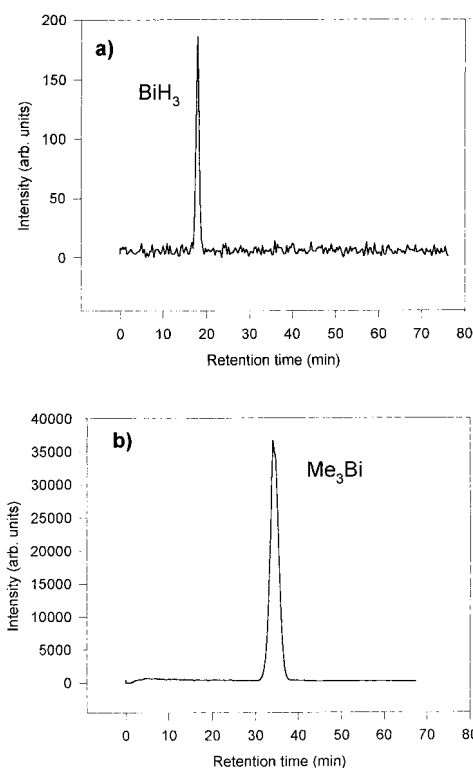 200
a)
150
BiH₃
100
50
0
Intensity (arb. units)
0 10 20 30 40 50 60 70 80
Retention time (min)
40000
b)
35000
Me₃Bi
30000
25000
20000
15000
10000
5000
0
Intensity (arb. units)
0 10 20 30 40 50 60 70 80
Retention time (min)